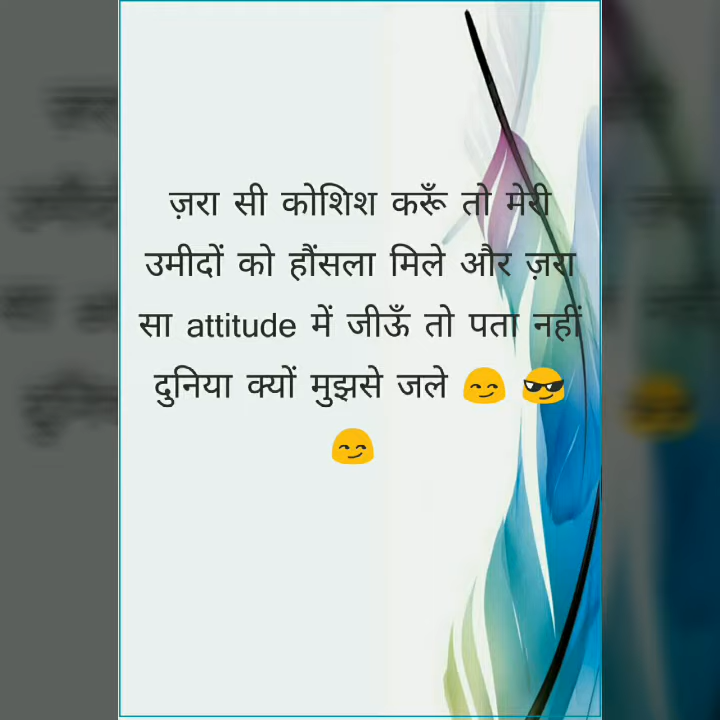 ज़रा सी कोशिश करूँ तो मेरी
उमीदों को हौंसला मिले और ज़रा
सा attitude में जीऊँ तो पता नहीं
दुनिया क्यों मुझसे जले 😏 😎
😏